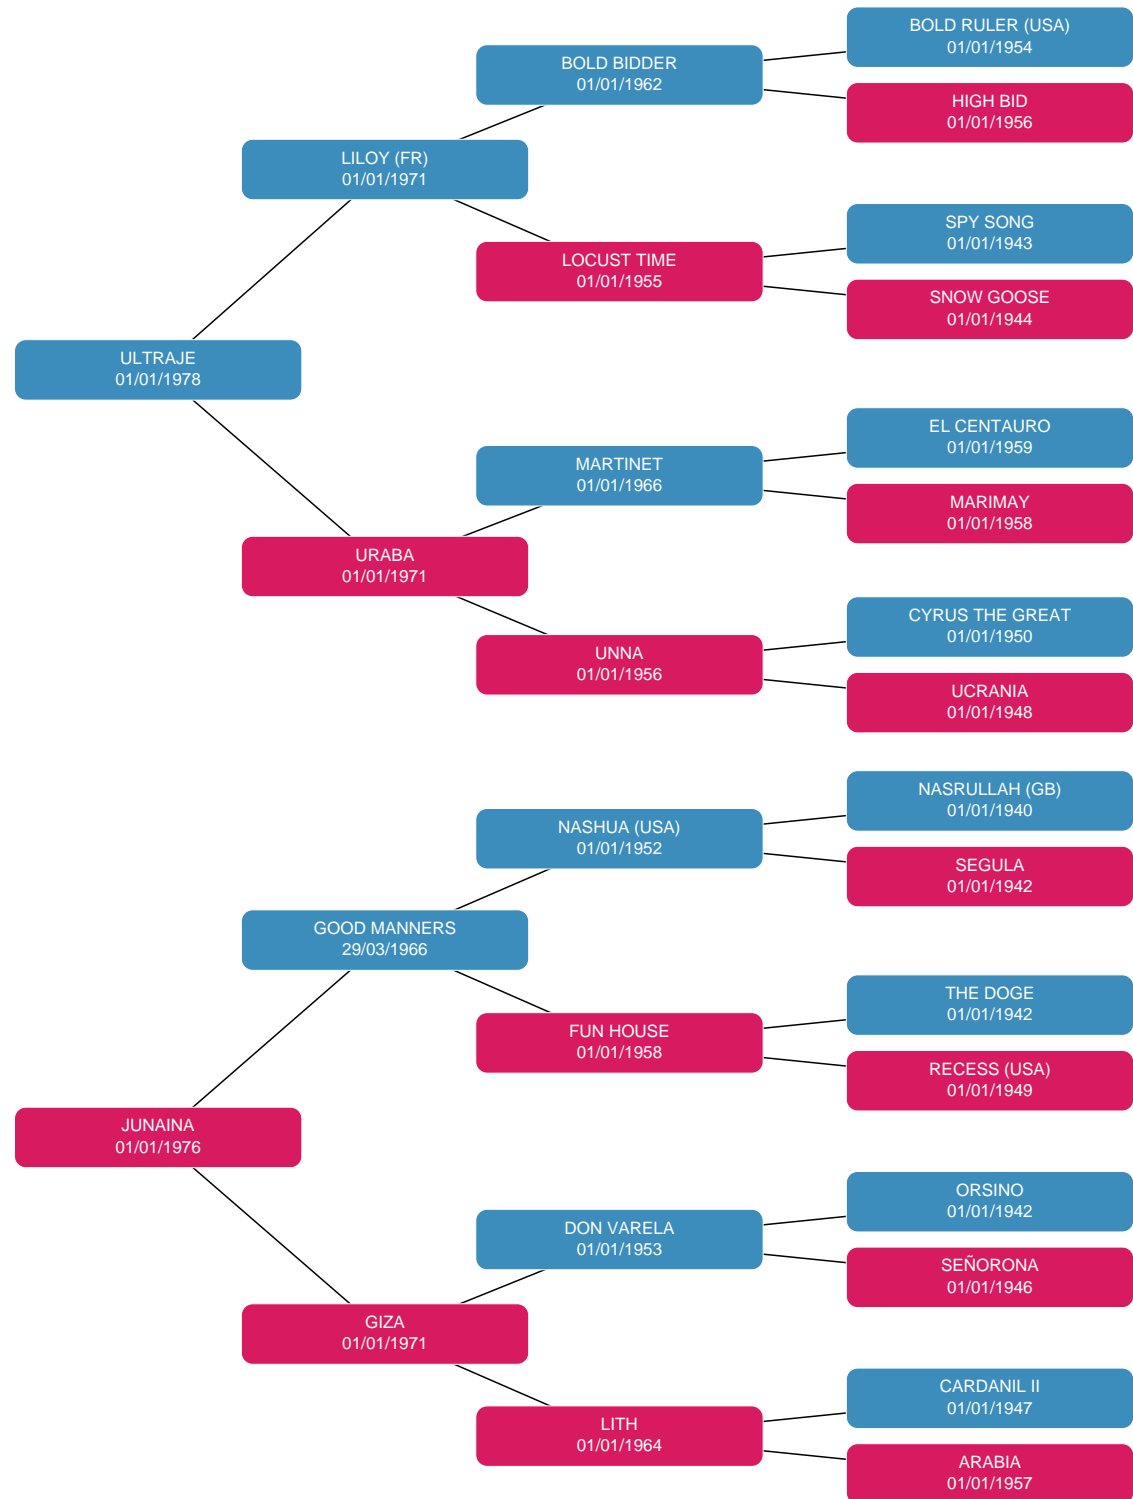 BOLD RULER (USA)
01/01/1954
BOLD BIDDER
01/01/1962
HIGH BID
01/01/1956
LILOY (FR)
01/01/1971
SPY SONG
01/01/1943
LOCUST TIME
01/01/1955
SNOW GOOSE
01/01/1944
ULTRAJE
01/01/1978
EL CENTAURO
01/01/1959
MARTINET
01/01/1966
MARIMAY
01/01/1958
URABA
01/01/1971
CYRUS THE GREAT
01/01/1950
UNNA
01/01/1956
UCRANIA
01/01/1948
NASRULLAH (GB)
01/01/1940
NASHUA (USA)
01/01/1952
SEGULA
01/01/1942
GOOD MANNERS
29/03/1966
THE DOGE
01/01/1942
FUN HOUSE
01/01/1958
RECESS (USA)
01/01/1949
JUNAINA
01/01/1976
ORSINO
01/01/1942
DON VARELA
01/01/1953
SEÑORONA
01/01/1946
GIZA
01/01/1971
CARDANIL II
01/01/1947
LITH
01/01/1964
ARABIA
01/01/1957